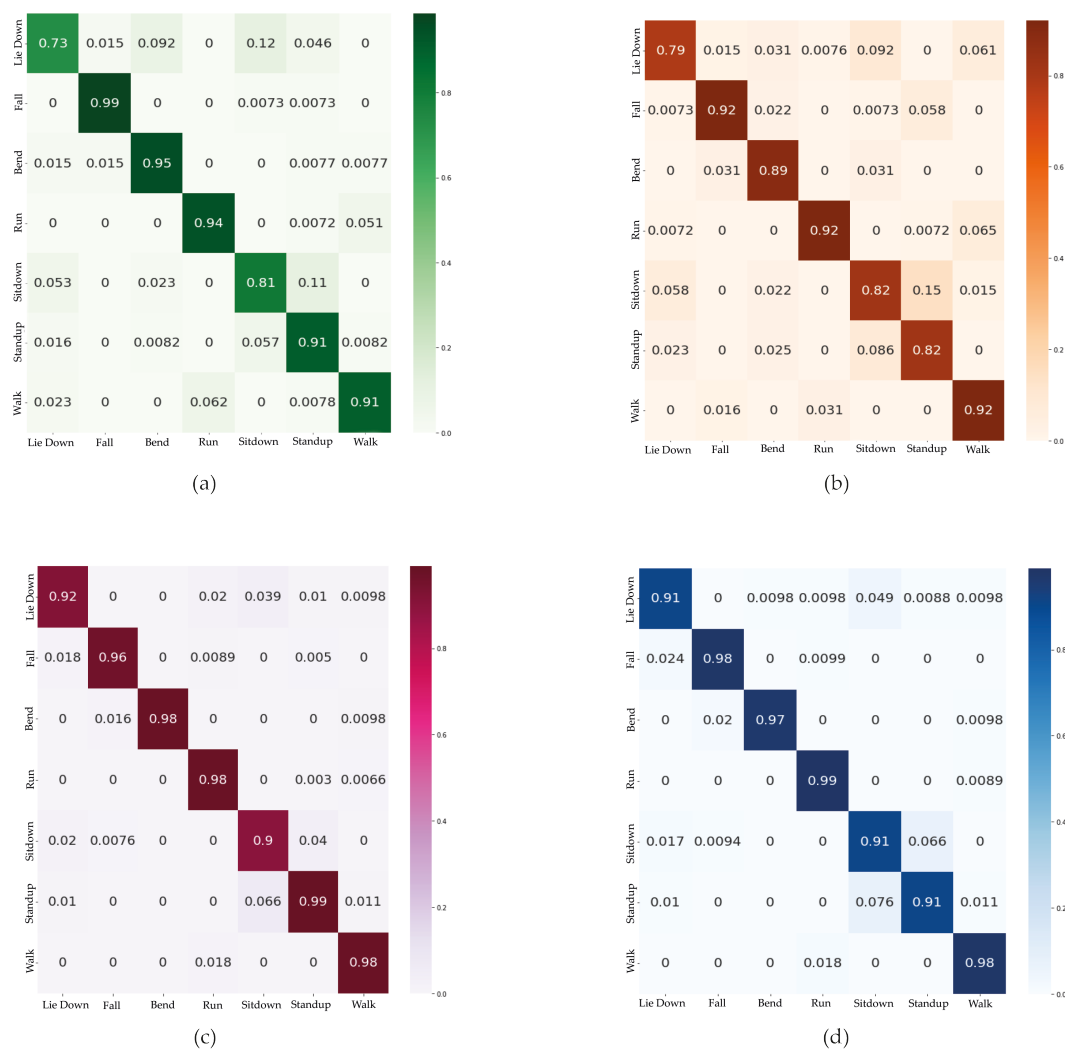 Lie Down 0.73 0.015 0.092 0 0.12 0.046 0
Fall 0 0.99 0 0 0.0073 0.0073 0
Bend 0.015 0.015 0.95 0 0 0.0077 0.0077
Run 0 0 0 0.94 0 0.0072 0.051
Sitdown 0.053 0 0.023 0 0.81 0.11 0
Standup 0.016 0 0.0082 0 0.057 0.91 0.0082
Walk 0.023 0 0 0.062 0 0.0078 0.91
Lie Down Fall Bend Run Sitdown Standup Walk
0.8
0.6
0.4
0.2
0.0
(a)
Lie Down 0.79 0.015 0.031 0.0076 0.092 0 0.061
Fall 0.0073 0.92 0.022 0 0.0073 0.058 0
Bend 0 0.031 0.89 0 0.031 0 0
Run 0.0072 0 0 0.92 0 0.0072 0.065
Sitdown 0.058 0 0.022 0 0.82 0.15 0.015
Standup 0.023 0 0.025 0 0.086 0.82 0
Walk 0 0.016 0 0.031 0 0 0.92
Lie Down Fall Bend Run Sitdown Standup Walk
0.8
0.6
0.4
0.2
0.0
(b)
Lie Down 0.92 0 0 0.02 0.039 0.01 0.0098
Fall 0.018 0.96 0 0.0089 0 0.005 0
Bend 0 0.016 0.98 0 0 0 0.0098
Run 0 0 0 0.98 0 0.003 0.0066
Sitdown 0.02 0.0076 0 0 0.9 0.04 0
Standup 0.01 0 0 0 0.066 0.99 0.011
Walk 0 0 0 0.018 0 0 0.98
Lie Down Fall Bend Run Sitdown Standup Walk
0.8
0.6
0.4
0.2
0.0
(c)
Lie Down 0.91 0 0.0098 0.0098 0.049 0.0088 0.0098
Fall 0.024 0.98 0 0.0099 0 0 0
Bend 0 0.02 0.97 0 0 0 0.0098
Run 0 0 0 0.99 0 0 0.0089
Sitdown 0.017 0.0094 0 0 0.91 0.066 0
Standup 0.01 0 0 0 0.076 0.91 0.011
Walk 0 0 0 0.018 0 0 0.98
Lie Down Fall Bend Run Sitdown Standup Walk
0.8
0.6
0.4
0.2
0.0
(d)